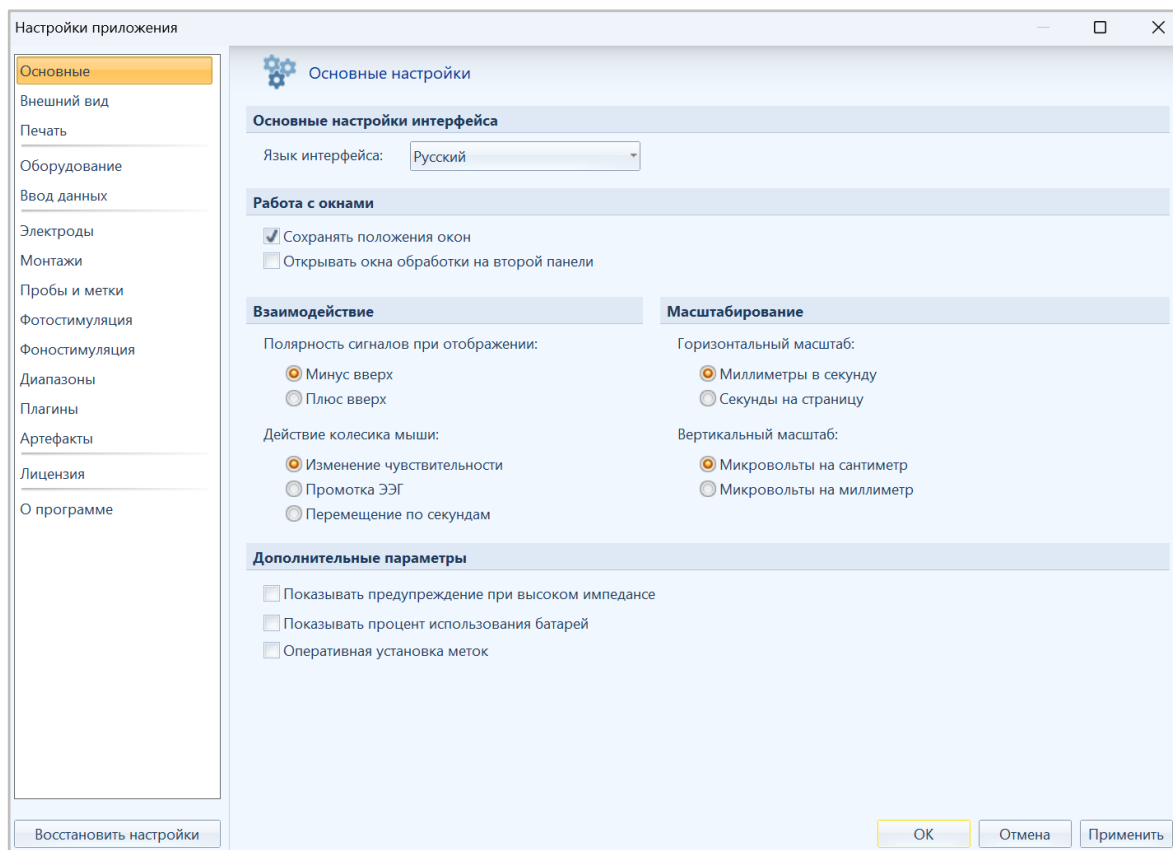 Настройки приложения
Основные
Внешний вид
Печать
Оборудование
Ввод данных
Электроды
Монтажи
Пробы и метки
Фотостимуляция
Фоностимуляция
Диапазоны
Плагины
Артефакты
Лицензия
О программе
Восстановить настройки
Основные настройки
Основные настройки интерфейса
Язык интерфейса: Русский
Работа с окнами
Сохранять положения окон
Открывать окна обработки на второй панели
Взаимодействие
Полярность сигналов при отображении:
Минус вверх
Плюс вверх
Действие колесика мыши:
Изменение чувствительности
Промотка ЭЭГ
Перемещение по секундам
Масштабирование
Горизонтальный масштаб:
Миллиметры в секунду
Секунды на страницу
Вертикальный масштаб:
Микровольты на сантиметр
Микровольты на миллиметр
Дополнительные параметры
Показывать предупреждение при высоком импедансе
Показывать процент использования батарей
Оперативная установка меток
ОК Отмена Применить